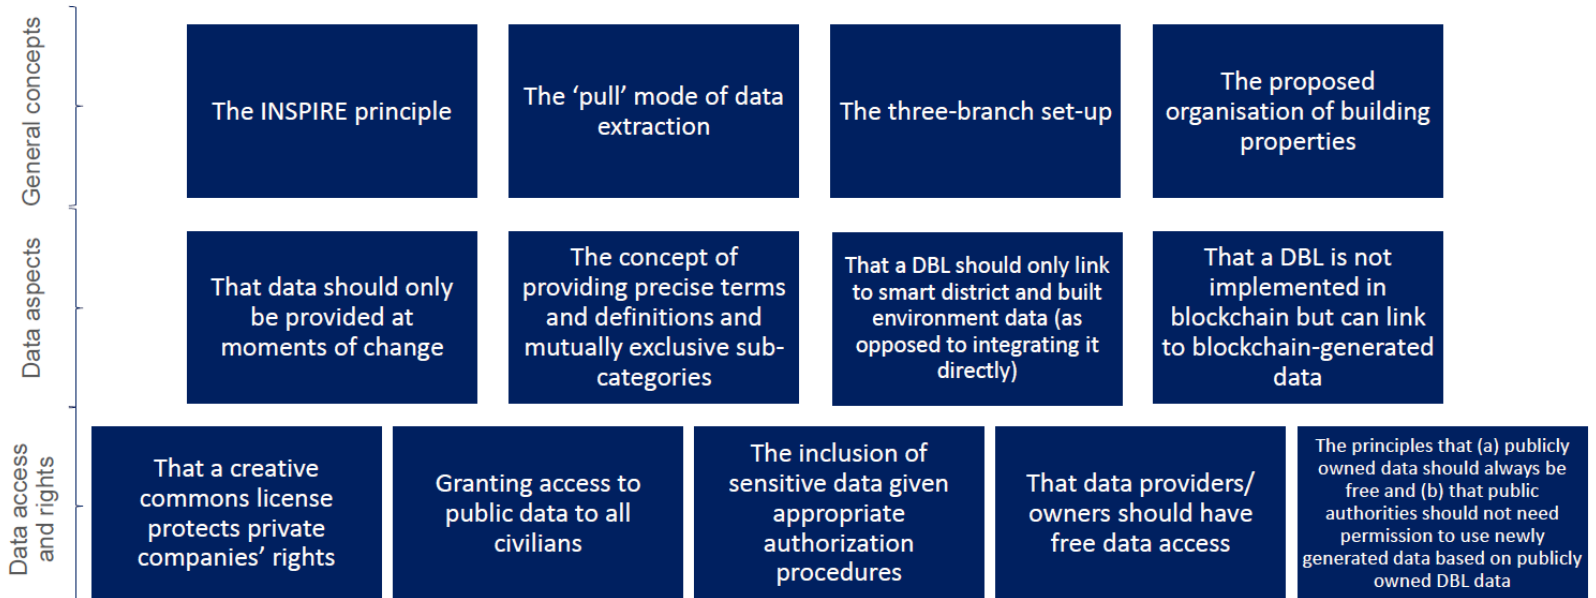 General concepts
The INSPIRE principle
The ‘pull’ mode of data
extraction
The three-branch set-up
The proposed
organisation of building
properties
Data aspects
That data should only
be provided at
moments of change
The concept of
providing precise terms
and definitions and
mutually exclusive sub-
categories
That a DBL should only link
to smart district and built
environment data (as
opposed to integrating it
directly)
That a DBL is not
implemented in
blockchain but can link
to blockchain-generated
data
Data access
and rights
That a creative
commons license
protects private
companies’ rights
Granting access to
public data to all
civilians
The inclusion of
sensitive data given
appropriate
authorization
procedures
That data providers/
owners should have
free data access
The principles that (a) publicly
owned data should always be
free and (b) that public
authorities should not need
permission to use newly
generated data based on publicly
owned DBL data